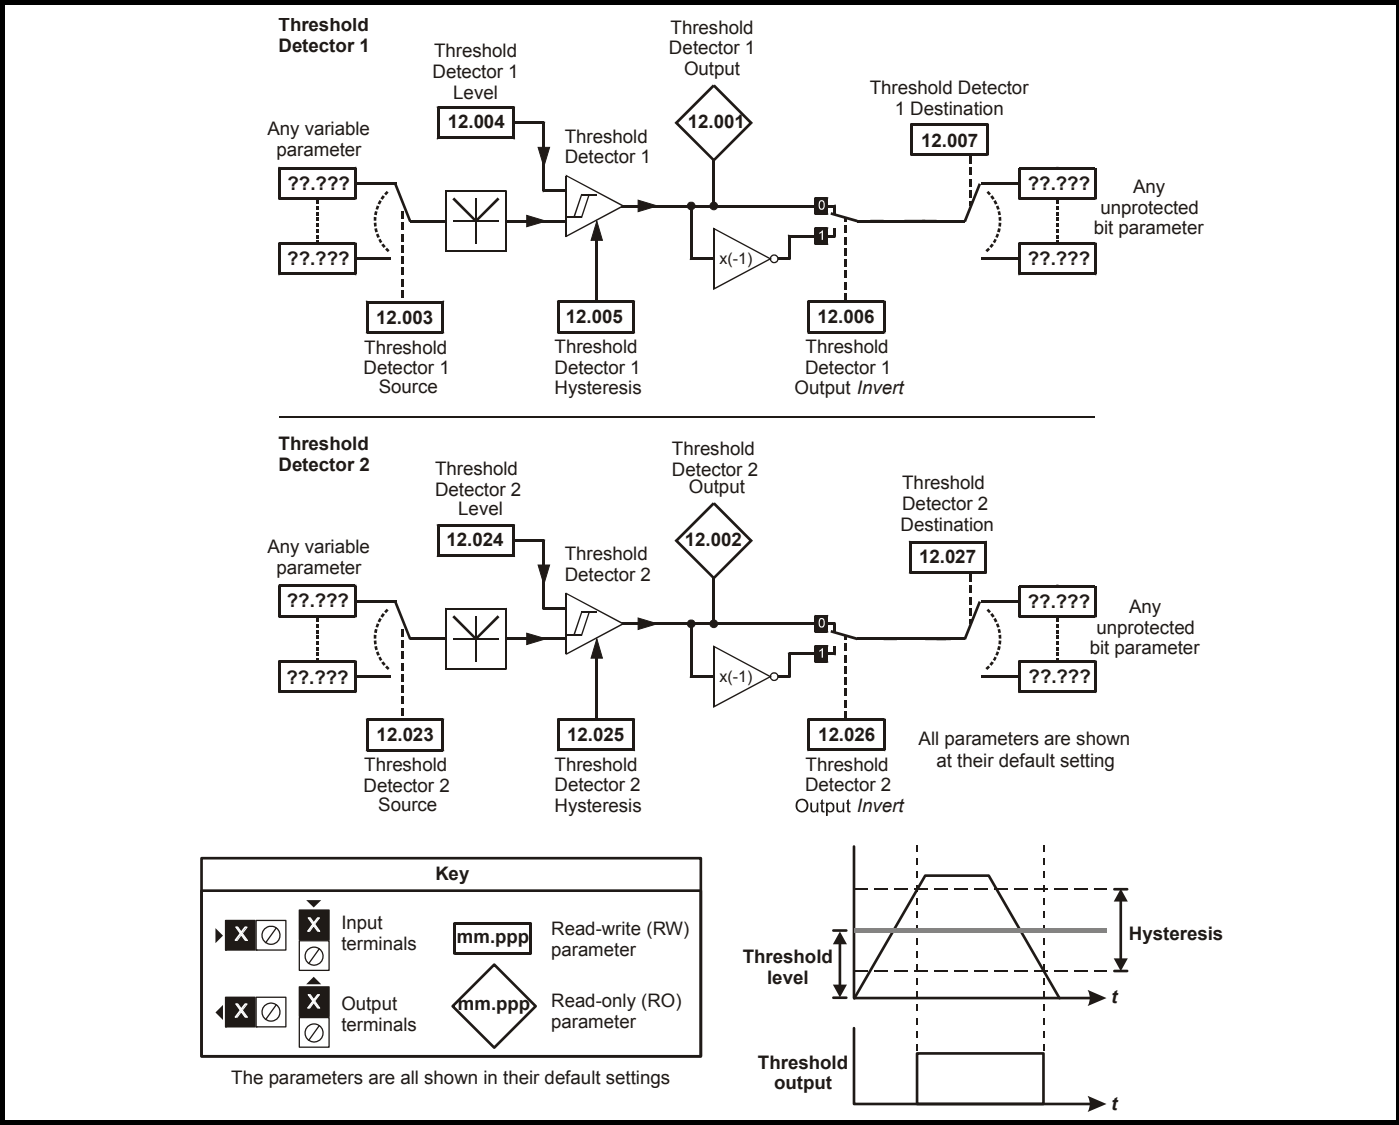 Threshold
Detector 1
Threshold
Detector 1
Level
12.004
Threshold
Detector 1
Output
12.001
Threshold Detector
1 Destination
12.007
Any variable
parameter
??.???
??.???
Threshold
Detector 1
x(-1)
0
1
??.???
??.???
Any
unprotected
bit parameter
12.003
Threshold
Detector 1
Source
12.005
Threshold
Detector 1
Hysteresis
12.006
Threshold
Detector 1
Output Invert
Threshold
Detector 2
Threshold
Detector 2
Level
12.024
Threshold
Detector 2
Output
12.002
Threshold
Detector 2
Destination
12.027
Any variable
parameter
??.???
??.???
Threshold
Detector 2
x(-1)
0
1
??.???
??.???
Any
unprotected
bit parameter
12.023
Threshold
Detector 2
Source
12.025
Threshold
Detector 2
Hysteresis
12.026
Threshold
Detector 2
Output Invert
All parameters are shown
at their default setting
Key
X
X
Input
terminals
mm.ppp
Read-write (RW)
parameter
X
X
Output
terminals
mm.ppp
Read-only (RO)
parameter
The parameters are all shown in their default settings
Threshold
level
Hysteresis
t
Threshold
output
t